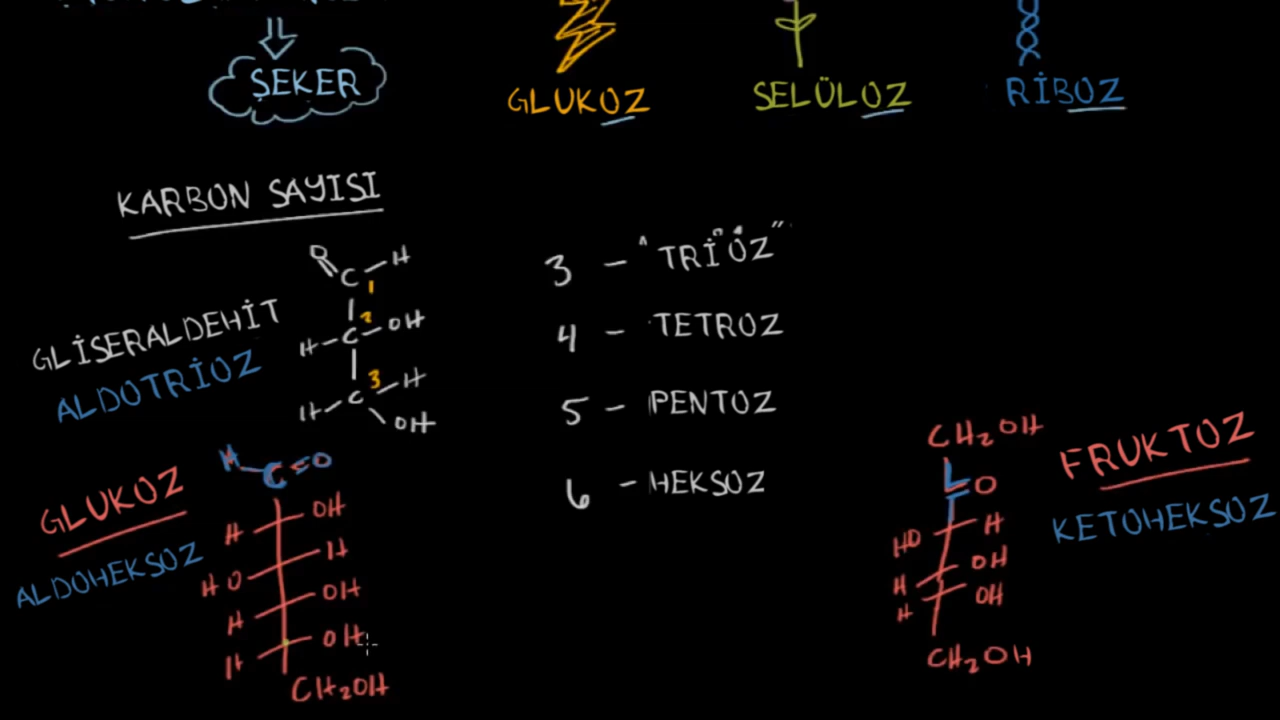 ŞEKER
GLUKOZ
SELÜLOZ
RİBOZ
KARBON SAYISI
O
C H
1
2
H C OH
3
H C H
OH
GLİSERALDEHİT
ALDOTRİOZ
3 - "TRİ" OZ"
4 - TETROZ
5 - PENTOZ
6 - HEKSOZ
GLUKOZ
ALDOHEKSOZ
H C=O
H OH
HO H
H OH
H OH
CH2OH
CH2OH
O
HO H
H OH
H OH
CH2OH
FRUKTOZ
KETOHEKSOZ